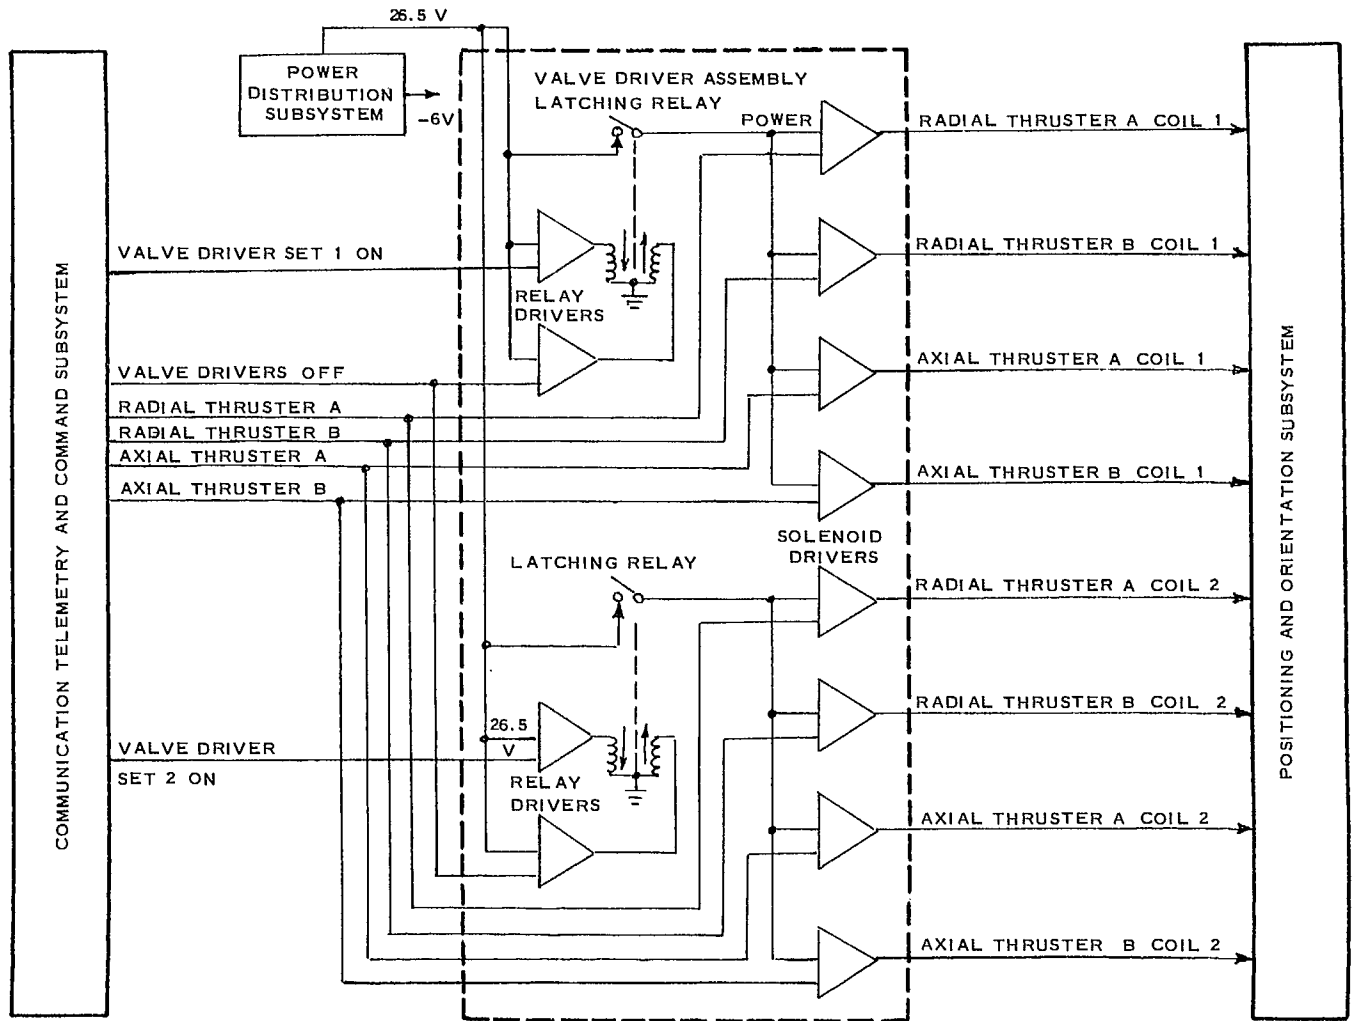 26.5 V
POWER
DISTRIBUTION
SUBSYSTEM
-6V
VALVE DRIVER ASSEMBLY
LATCHING RELAY
POWER
RADIAL THRUSTER A COIL 1
RADIAL THRUSTER B COIL 1
VALVE DRIVER SET 1 ON
RELAY
DRIVERS
AXIAL THRUSTER A COIL 1
VALVE DRIVERS OFF
RADIAL THRUSTER A
RADIAL THRUSTER B
AXIAL THRUSTER A
AXIAL THRUSTER B
AXIAL THRUSTER B COIL 1
SOLENOID
DRIVERS
LATCHING RELAY
RADIAL THRUSTER A COIL 2
RADIAL THRUSTER B COIL 2
26.5
V
VALVE DRIVER
SET 2 ON
RELAY
DRIVERS
AXIAL THRUSTER A COIL 2
AXIAL THRUSTER B COIL 2
COMMUNICATION TELEMETRY AND COMMAND SUBSYSTEM
POSITIONING AND ORIENTATION SUBSYSTEM